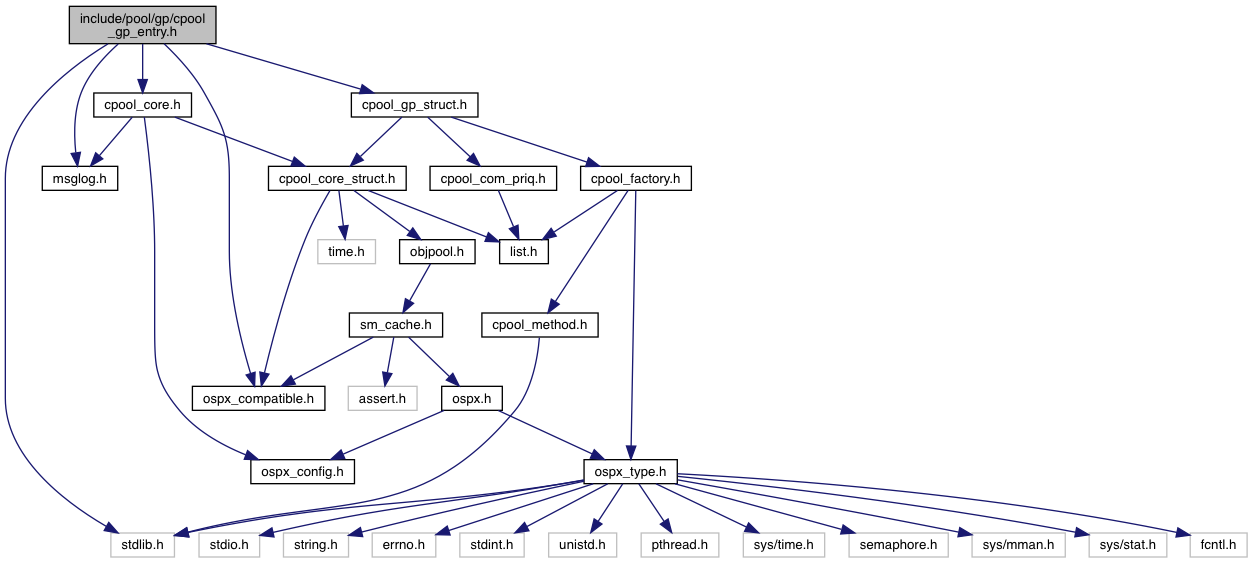 include/pool/gp/cpool
_gp_entry.h
cpool_core.h
cpool_gp_struct.h
msglog.h
cpool_core_struct.h
cpool_com_priq.h
cpool_factory.h
time.h
objpool.h
list.h
sm_cache.h
cpool_method.h
ospx_compatible.h
assert.h
ospx.h
ospx_config.h
ospx_type.h
stdlib.h
stdio.h
string.h
errno.h
stdint.h
unistd.h
pthread.h
sys/time.h
semaphore.h
sys/mman.h
sys/stat.h
fcntl.h